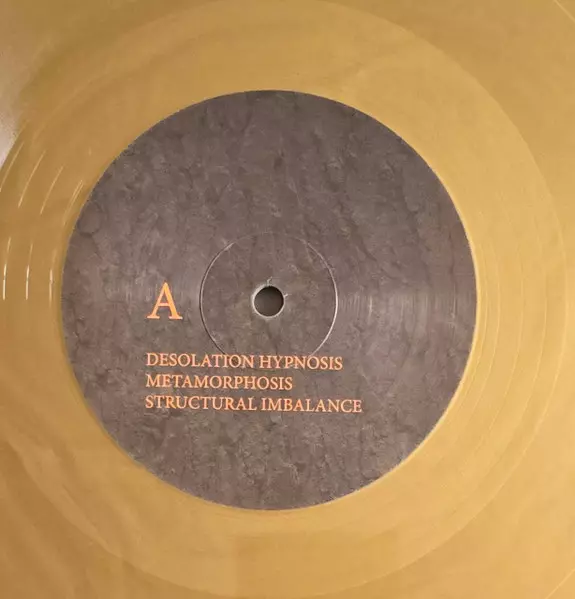 A
DESOLATION HYPNOSIS
METAMORPHOSIS
STRUCTURAL IMBALANCE